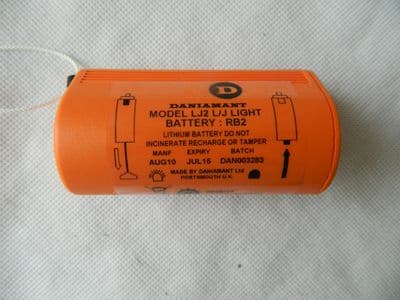 D
DANIAMANT
MODEL LJ2 L/J LIGHT
BATTERY : RB2
LITHIUM BATTERY DO NOT
INCINERATE RECHARGE OR TAMPER
MANF EXPIRY BATCH
AUG10 JUL15 DAN003283
MADE BY DANIAMANT Ltd
PORTSMOUTH U.K.